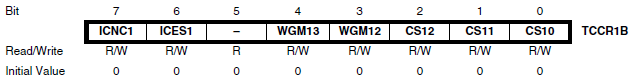 Bit 7 6 5 4 3 2 1 0
ICNC1 ICES1 – WGM13 WGM12 CS12 CS11 CS10 TCCR1B
Read/Write R/W R/W R R/W R/W R/W R/W R/W
Initial Value 0 0 0 0 0 0 0 0